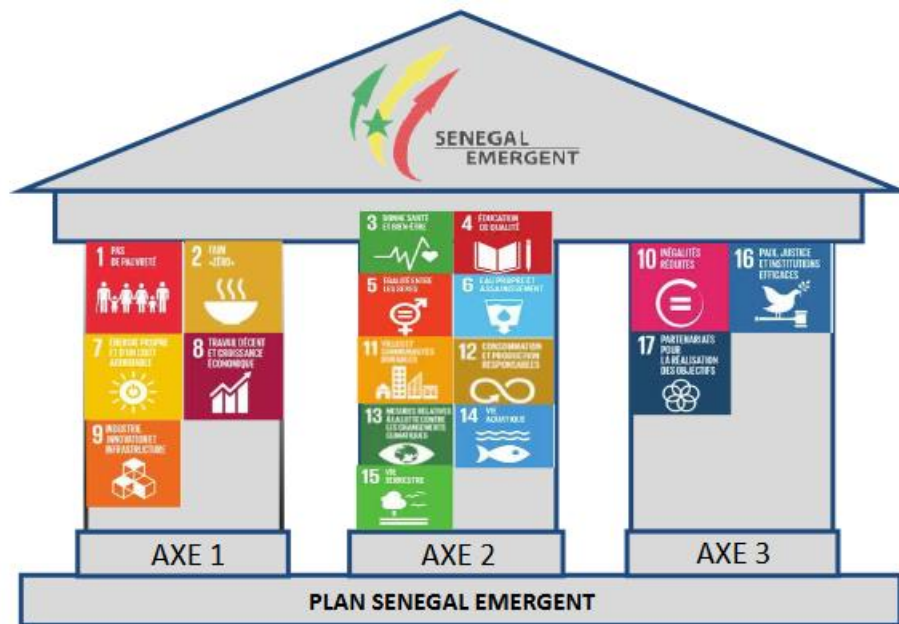 SENEGAL
EMERGENT
1 PAS
DE PAUVRETÉ
2 FAIM
«ZÉRO»
7 ÉNERGIE PROPRE
ET D'UN COÛT
ABORDABLE
8 TRAVAIL DÉCENT
ET CROISSANCE
ÉCONOMIQUE
9 INDUSTRIE,
INNOVATION ET
INFRASTRUCTURE
3 BONNE SANTÉ
ET BIEN-ÊTRE
4 ÉDUCATION
DE QUALITÉ
5 ÉGALITÉ ENTRE
LES SEXES
6 EAU PROPRE ET
ASSAINISSEMENT
11 VILLES ET
COMMUNAUTÉS
DURABLES
12 CONSOMMATION
ET PRODUCTION
RESPONSABLES
13 MESURES RELATIVES
À LA LUTTE CONTRE
LES CHANGEMENTS
CLIMATIQUES
14 VIE
AQUATIQUE
15 VIE
TERRESTRE
10 INÉGALITÉS
RÉDUITES
16 PAIX, JUSTICE
ET INSTITUTIONS
EFFICACES
17 PARTENARIATS
POUR
LA RÉALISATION
DES OBJECTIFS
AXE 1
AXE 2
AXE 3
PLAN SENEGAL EMERGENT